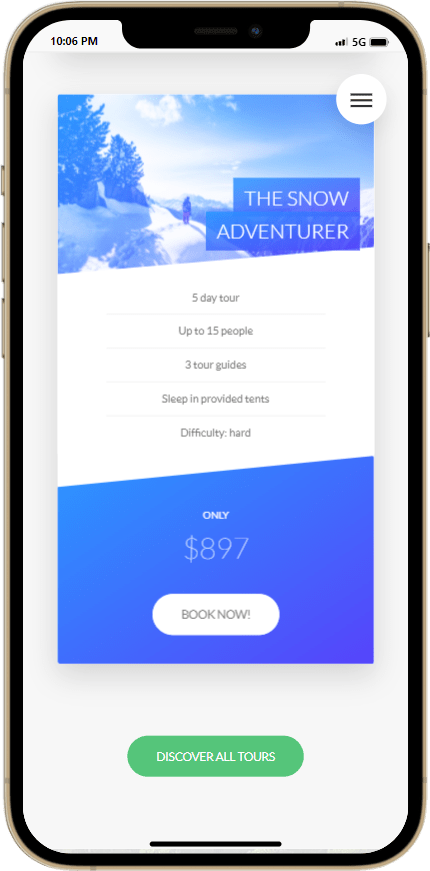 10:06 PM 5G
THE SNOW
ADVENTURER
5 day tour
Up to 15 people
3 tour guides
Sleep in provided tents
Difficulty: hard
ONLY
$897
BOOK NOW!
DISCOVER ALL TOURS